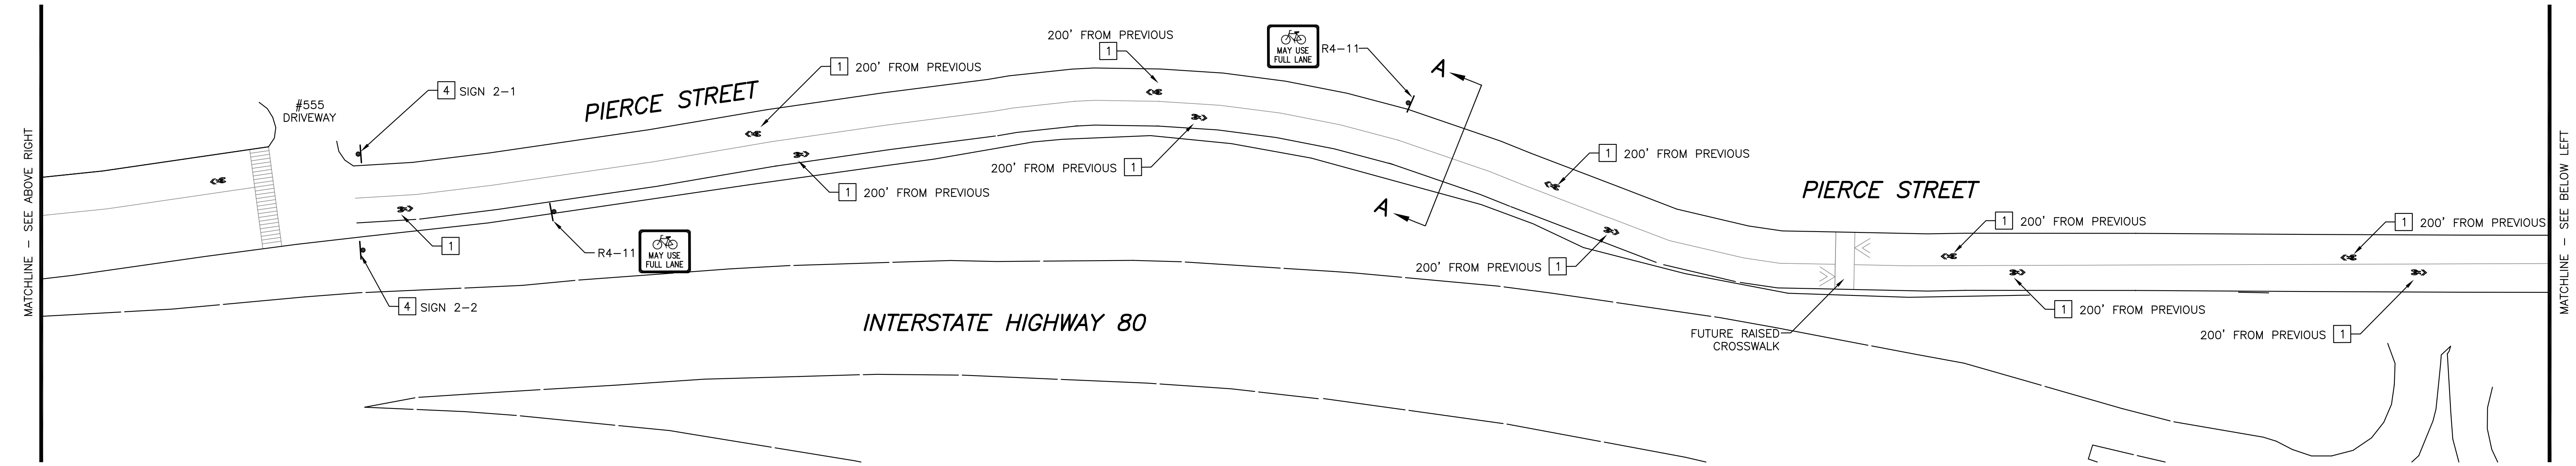 MATCHLINE - SEE ABOVE RIGHT
#555
DRIVEWAY
4 SIGN 2-1
PIERCE STREET
1 200' FROM PREVIOUS
200' FROM PREVIOUS
1
MAY USE
FULL LANE
R4-11
A
A
1 200' FROM PREVIOUS
200' FROM PREVIOUS 1
1 200' FROM PREVIOUS
1
R4-11
MAY USE
FULL LANE
4 SIGN 2-2
INTERSTATE HIGHWAY 80
200' FROM PREVIOUS 1
PIERCE STREET
1 200' FROM PREVIOUS
1 200' FROM PREVIOUS
FUTURE RAISED
CROSSWALK
1 200' FROM PREVIOUS
200' FROM PREVIOUS 1
MATCHLINE - SEE BELOW LEFT